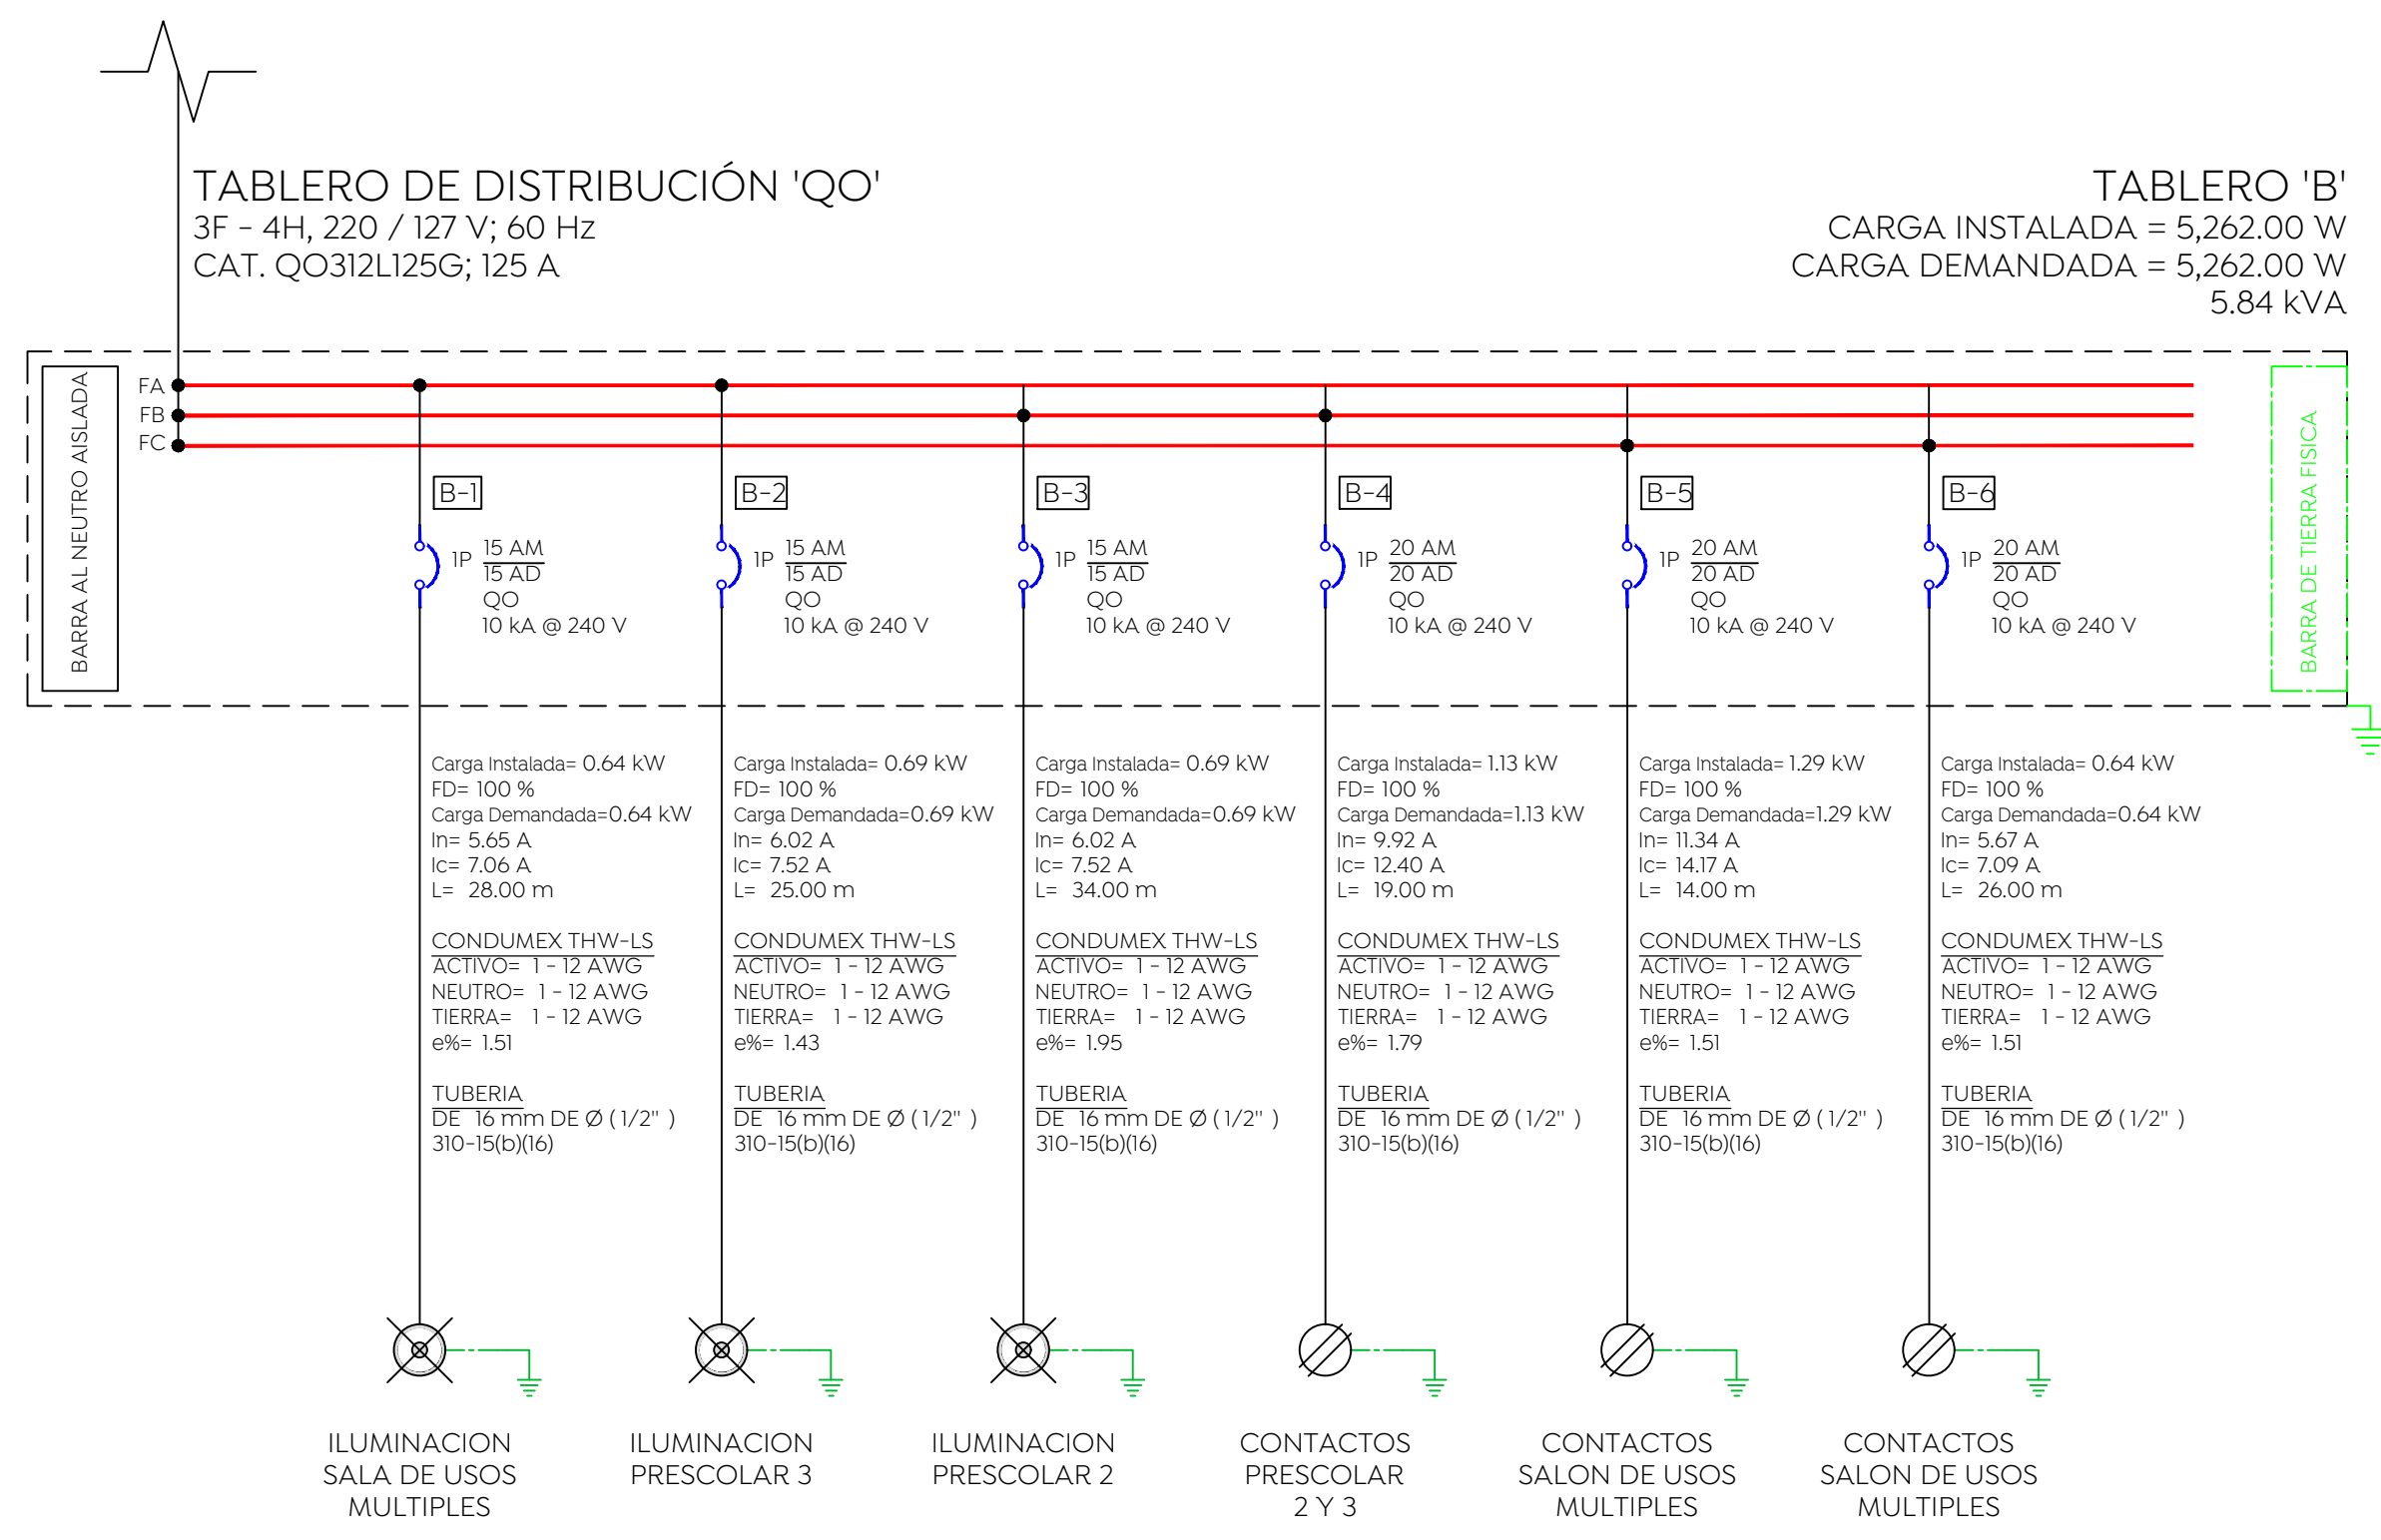 TABLERO DE DISTRIBUCIÓN 'QO'
3F - 4H, 220 / 127 V; 60 Hz
CAT. QO312L125G; 125 A
TABLERO 'B'
CARGA INSTALADA = 5,262.00 W
CARGA DEMANDADA = 5,262.00 W
5.84 kVA
BARRA AL NEUTRO AISLADA
FA
FB
FC
BARRA DE TIERRA FISICA
B-1
1P
15 AM
15 AD
QO
10 kA @ 240 V
Carga Instalada= 0.64 kW
FD= 100 %
Carga Demandada=0.64 kW
In= 5.65 A
Ic= 7.06 A
L= 28.00 m
CONDUMEX THW-LS
ACTIVO= 1 - 12 AWG
NEUTRO= 1 - 12 AWG
TIERRA= 1 - 12 AWG
e%= 1.51
TUBERIA
DE 16 mm DE Ø ( 1/2" )
310-15(b)(16)
ILUMINACION
SALA DE USOS
MULTIPLES
B-2
1P
15 AM
15 AD
QO
10 kA @ 240 V
Carga Instalada= 0.69 kW
FD= 100 %
Carga Demandada=0.69 kW
In= 6.02 A
Ic= 7.52 A
L= 25.00 m
CONDUMEX THW-LS
ACTIVO= 1 - 12 AWG
NEUTRO= 1 - 12 AWG
TIERRA= 1 - 12 AWG
e%= 1.43
TUBERIA
DE 16 mm DE Ø ( 1/2" )
310-15(b)(16)
ILUMINACION
PRESCOLAR 3
B-3
1P
15 AM
15 AD
QO
10 kA @ 240 V
Carga Instalada= 0.69 kW
FD= 100 %
Carga Demandada=0.69 kW
In= 6.02 A
Ic= 7.52 A
L= 34.00 m
CONDUMEX THW-LS
ACTIVO= 1 - 12 AWG
NEUTRO= 1 - 12 AWG
TIERRA= 1 - 12 AWG
e%= 1.95
TUBERIA
DE 16 mm DE Ø ( 1/2" )
310-15(b)(16)
ILUMINACION
PRESCOLAR 2
B-4
1P
20 AM
20 AD
QO
10 kA @ 240 V
Carga Instalada= 1.13 kW
FD= 100 %
Carga Demandada=1.13 kW
In= 9.92 A
Ic= 12.40 A
L= 19.00 m
CONDUMEX THW-LS
ACTIVO= 1 - 12 AWG
NEUTRO= 1 - 12 AWG
TIERRA= 1 - 12 AWG
e%= 1.79
TUBERIA
DE 16 mm DE Ø ( 1/2" )
310-15(b)(16)
CONTACTOS
PRESCOLAR
2 Y 3
B-5
1P
20 AM
20 AD
QO
10 kA @ 240 V
Carga Instalada= 1.29 kW
FD= 100 %
Carga Demandada=1.29 kW
In= 11.34 A
Ic= 14.17 A
L= 14.00 m
CONDUMEX THW-LS
ACTIVO= 1 - 12 AWG
NEUTRO= 1 - 12 AWG
TIERRA= 1 - 12 AWG
e%= 1.51
TUBERIA
DE 16 mm DE Ø ( 1/2" )
310-15(b)(16)
CONTACTOS
SALON DE USOS
MULTIPLES
B-6
1P
20 AM
20 AD
QO
10 kA @ 240 V
Carga Instalada= 0.64 kW
FD= 100 %
Carga Demandada=0.64 kW
In= 5.67 A
Ic= 7.09 A
L= 26.00 m
CONDUMEX THW-LS
ACTIVO= 1 - 12 AWG
NEUTRO= 1 - 12 AWG
TIERRA= 1 - 12 AWG
e%= 1.51
TUBERIA
DE 16 mm DE Ø ( 1/2" )
310-15(b)(16)
CONTACTOS
SALON DE USOS
MULTIPLES